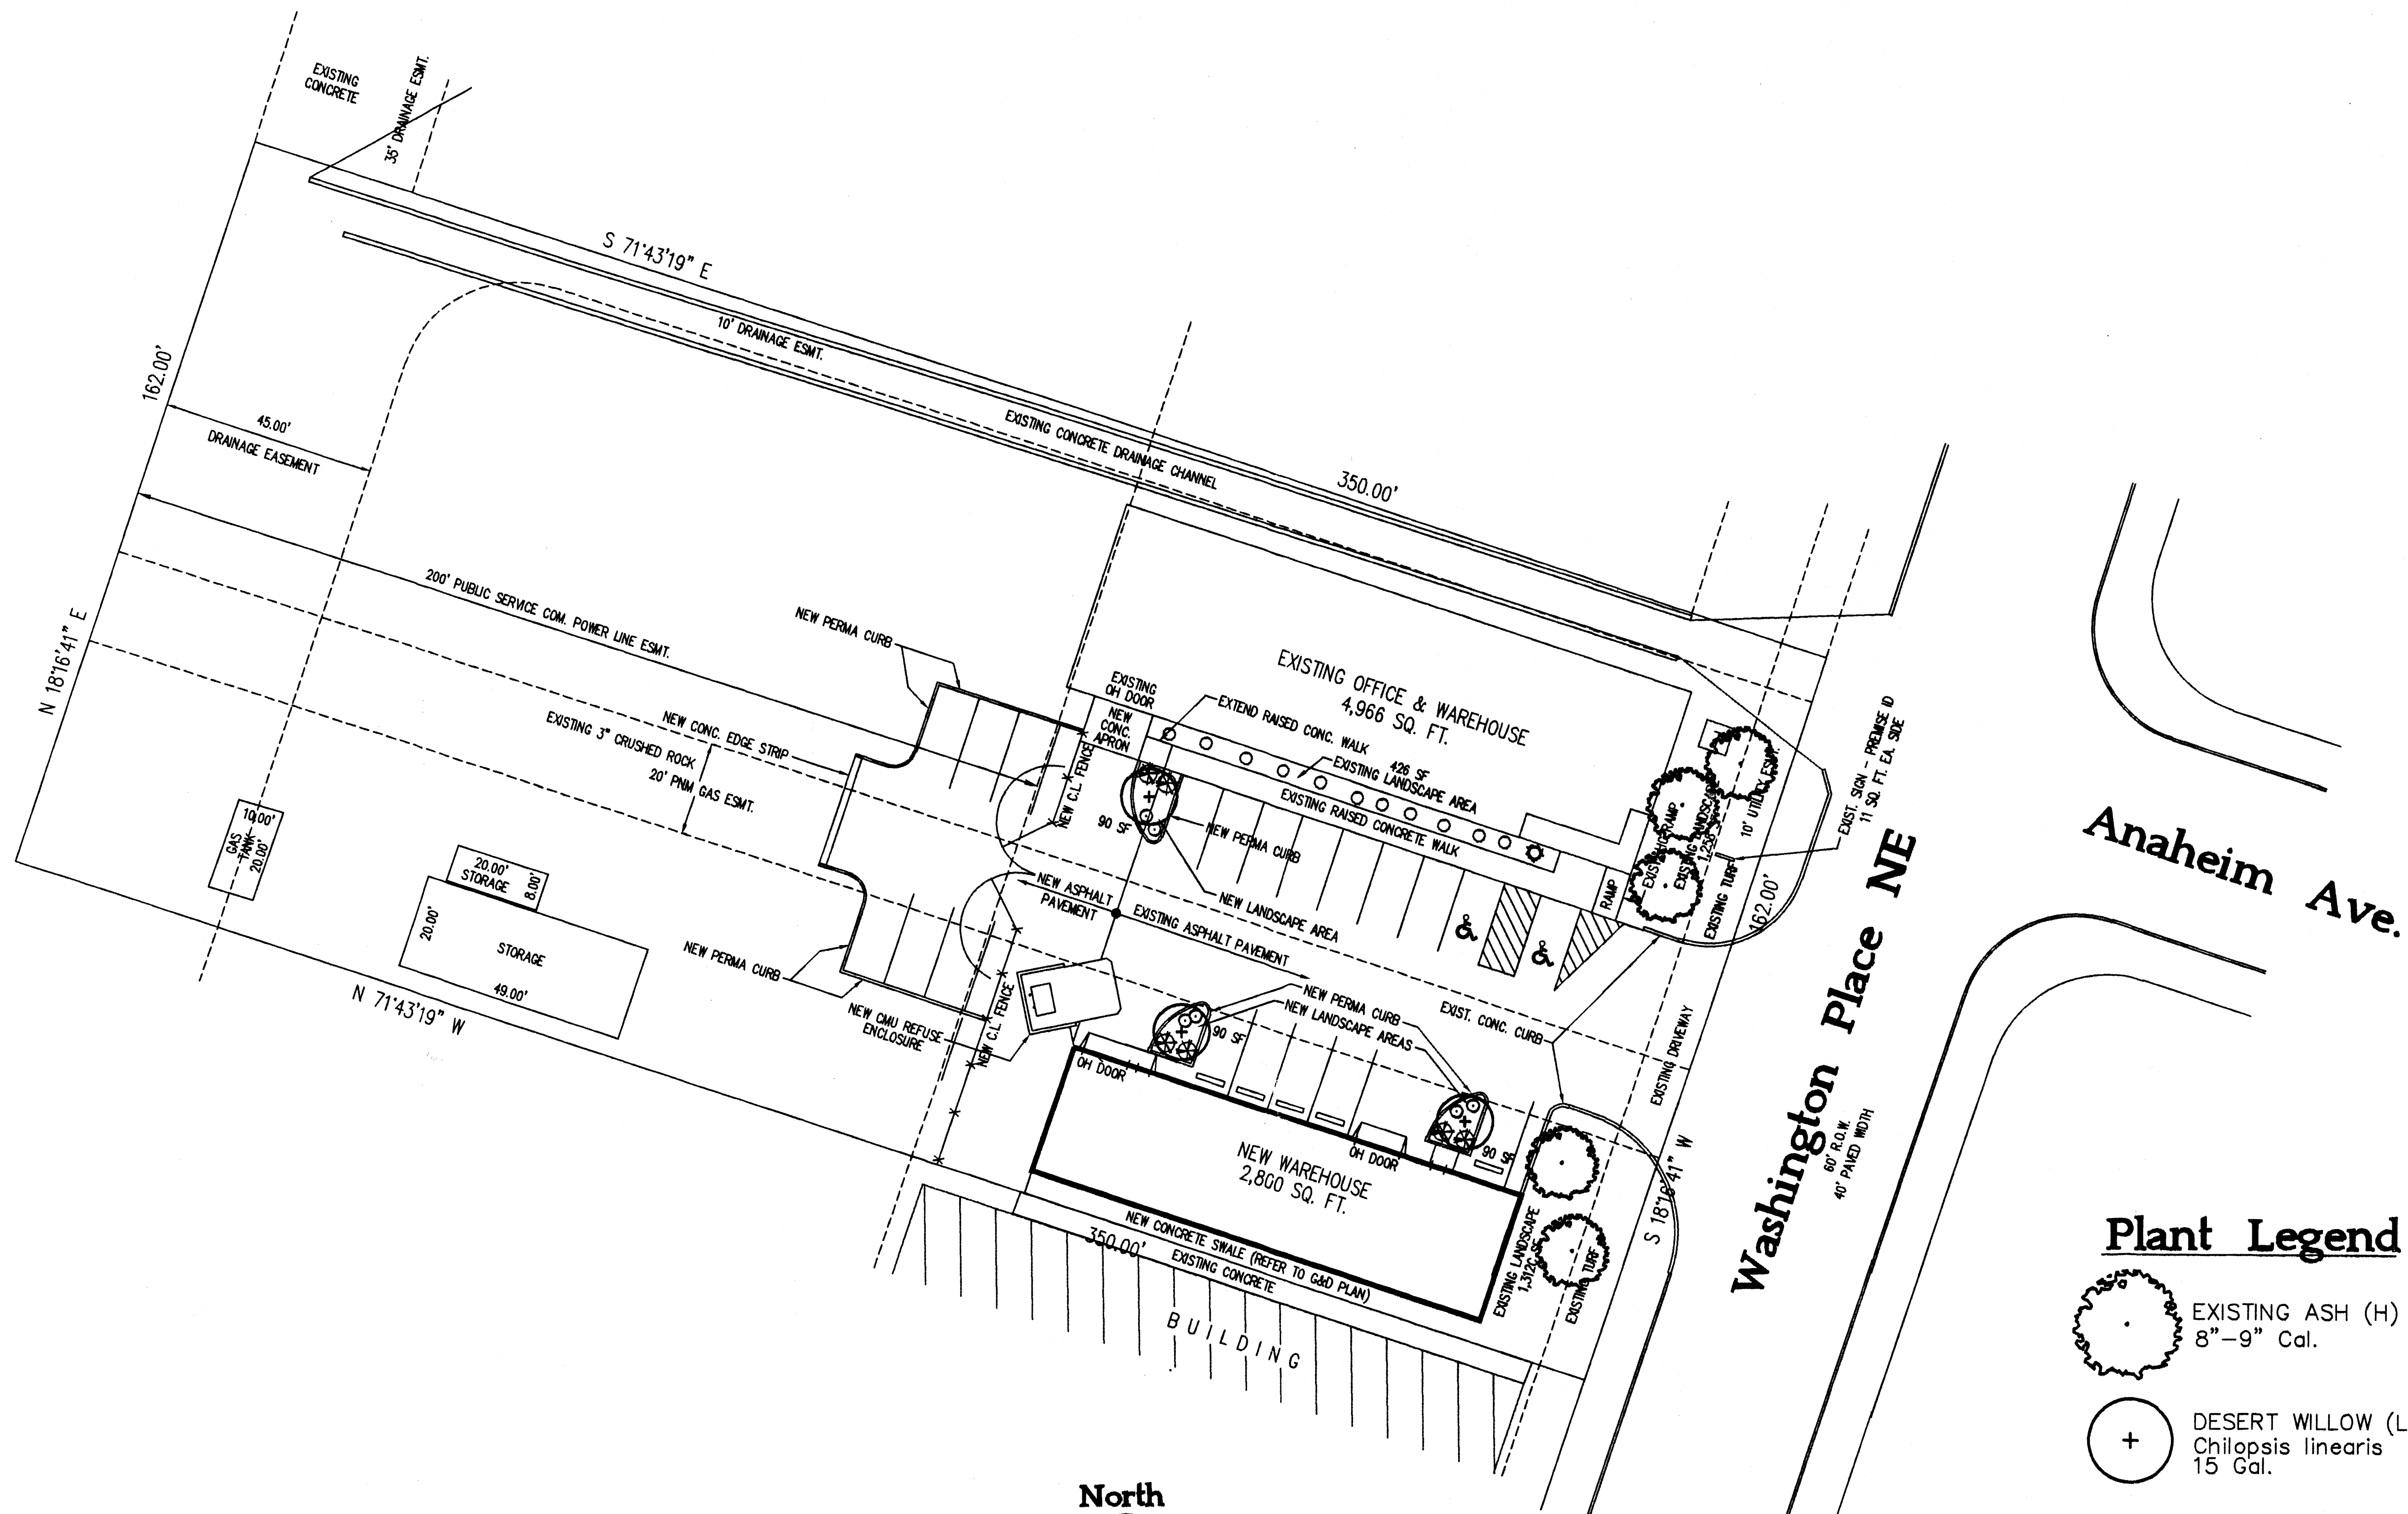 EXISTING
CONCRETE
35' DRAINAGE ESMT.
S 71°43'19" E
10' DRAINAGE ESMT.
162.00'
45.00'
DRAINAGE EASEMENT
EXISTING CONCRETE DRAINAGE CHANNEL
350.00'
200' PUBLIC SERVICE COM. POWER LINE ESMT.
N 18°16'41" E
NEW PERMA CURB
NEW CONC. EDGE STRIP
EXISTING 3" CRUSHED ROCK
20' PNM GAS ESMT.
EXISTING
OH DOOR
NEW
CONC.
APRON
EXISTING OFFICE & WAREHOUSE
4,966 SQ. FT.
EXTEND RAISED CONC. WALK
426 SF
EXISTING LANDSCAPE AREA
EXISTING RAISED CONCRETE WALK
NEW C.L FENCE
90 SF
NEW PERMA CURB
NEW LANDSCAPE AREA
NEW ASPHALT
PAVEMENT
EXISTING ASPHALT PAVEMENT
RAMP
RAMP
10' UTILITY ESMT.
EXISTING TURF
EXIST. SIGN - PREMISE ID
11 SQ. FT. EA. SIDE
162.00'
10.00'
GAS
TANK
20.00'
20.00'
STORAGE
8.00'
20.00'
STORAGE
49.00'
N 71°43'19" W
NEW PERMA CURB
NEW CMU REFUSE
ENCLOSURE
NEW C.L FENCE
NEW PERMA CURB
NEW LANDSCAPE AREAS
90 SF
EXIST. CONC. CURB
EXISTING DRIVEWAY
OH DOOR
OH DOOR
90 SF
NEW WAREHOUSE
2,800 SQ. FT.
NEW CONCRETE SWALE (REFER TO G&D PLAN)
350.00'
EXISTING CONCRETE
EXISTING LANDSCAPE
EXISTING TURF
S 18°16'41" W
BUILDING
Washington Place NE
60' R.O.W.
40' PAVED WIDTH
Anaheim Ave.
Plant Legend
EXISTING ASH (H)
8"-9" Cal.
DESERT WILLOW (L
Chilopsis linearis
15 Gal.
North